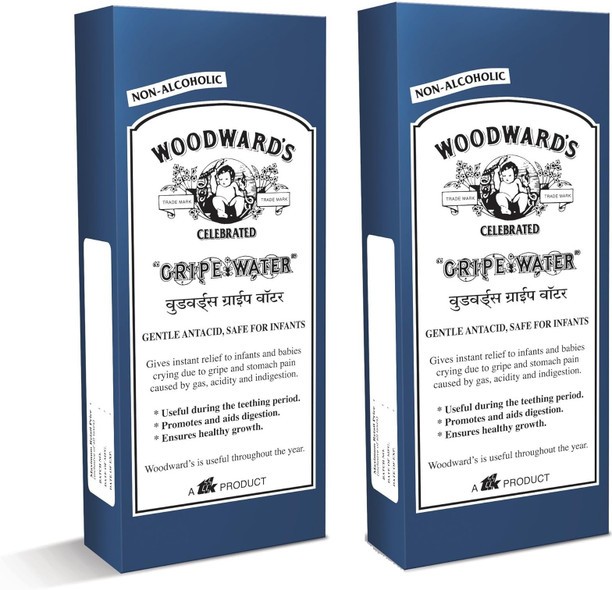 NON-ALCOHOLIC
WOODWARD'S
TRADE MARK
TRADE MARK
CELEBRATED
"GRIPE WATER"
वुडवर्ड्स ग्राईप वॉटर
GENTLE ANTACID, SAFE FOR INFANTS
Gives instant relief to infants and babies
crying due to gripe and stomach pain
caused by gas, acidity and indigestion.
* Useful during the teething period.
* Promotes and aids digestion.
* Ensures healthy growth.
Woodward's is useful throughout the year.
A TTK PRODUCT
Maximum Retail Price
NON-ALCOHOLIC
WOODWARD'S
TRADE MARK
TRADE MARK
CELEBRATED
"GRIPE WATER"
वुडवर्ड्स ग्राईप वॉटर
GENTLE ANTACID, SAFE FOR INFANTS
Gives instant relief to infants and babies
crying due to gripe and stomach pain
caused by gas, acidity and indigestion.
* Useful during the teething period.
* Promotes and aids digestion.
* Ensures healthy growth.
Woodward's is useful throughout the year.
A TTK PRODUCT
Maximum Retail Price